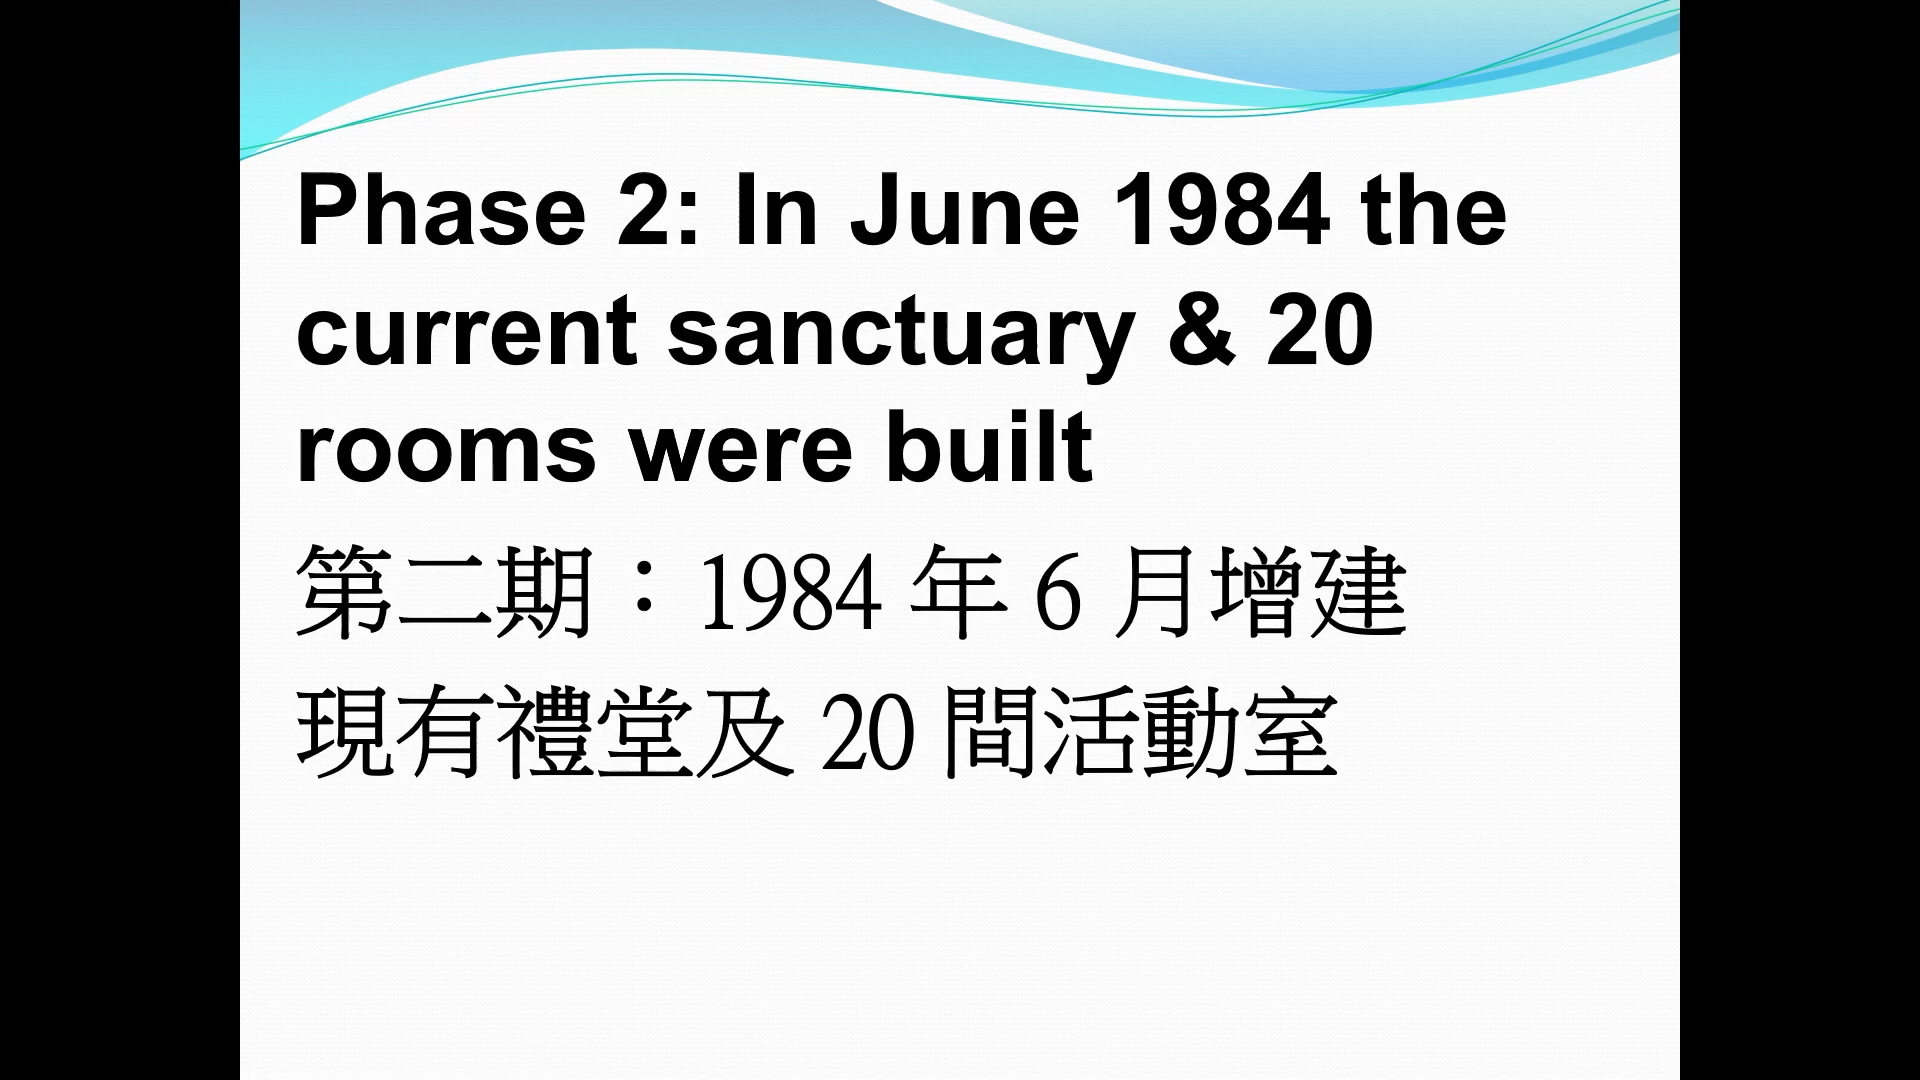 Phase 2: In June 1984 the
current sanctuary & 20
rooms were built
第二期：1984 年 6 月增建
現有禮堂及 20 間活動室